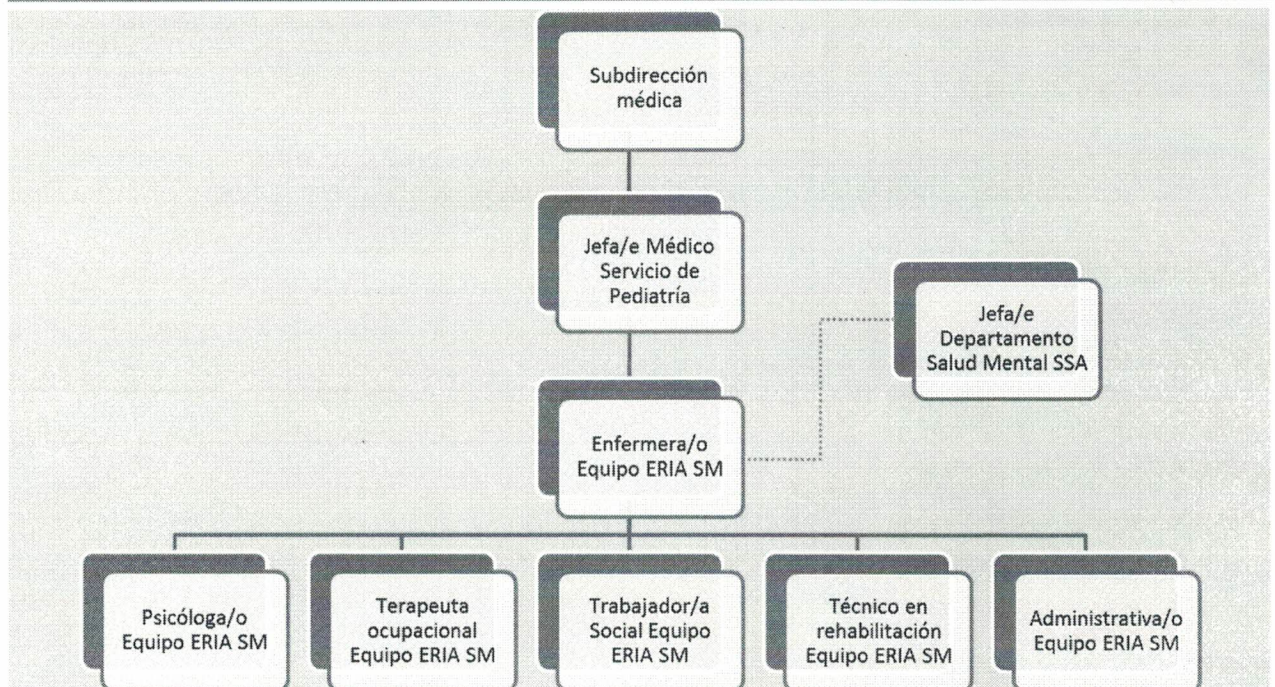 Subdirección
médica
Jefa/e Médico
Servicio de
Pediatría
Jefa/e
Departamento
Salud Mental SSA
Enfermera/o
Equipo ERIA SM
Psicóloga/o
Equipo ERIA SM
Terapeuta
ocupacional
Equipo ERIA SM
Trabajador/a
Social Equipo
ERIA SM
Técnico en
rehabilitación
Equipo ERIA SM
Administrativa/o
Equipo ERIA SM